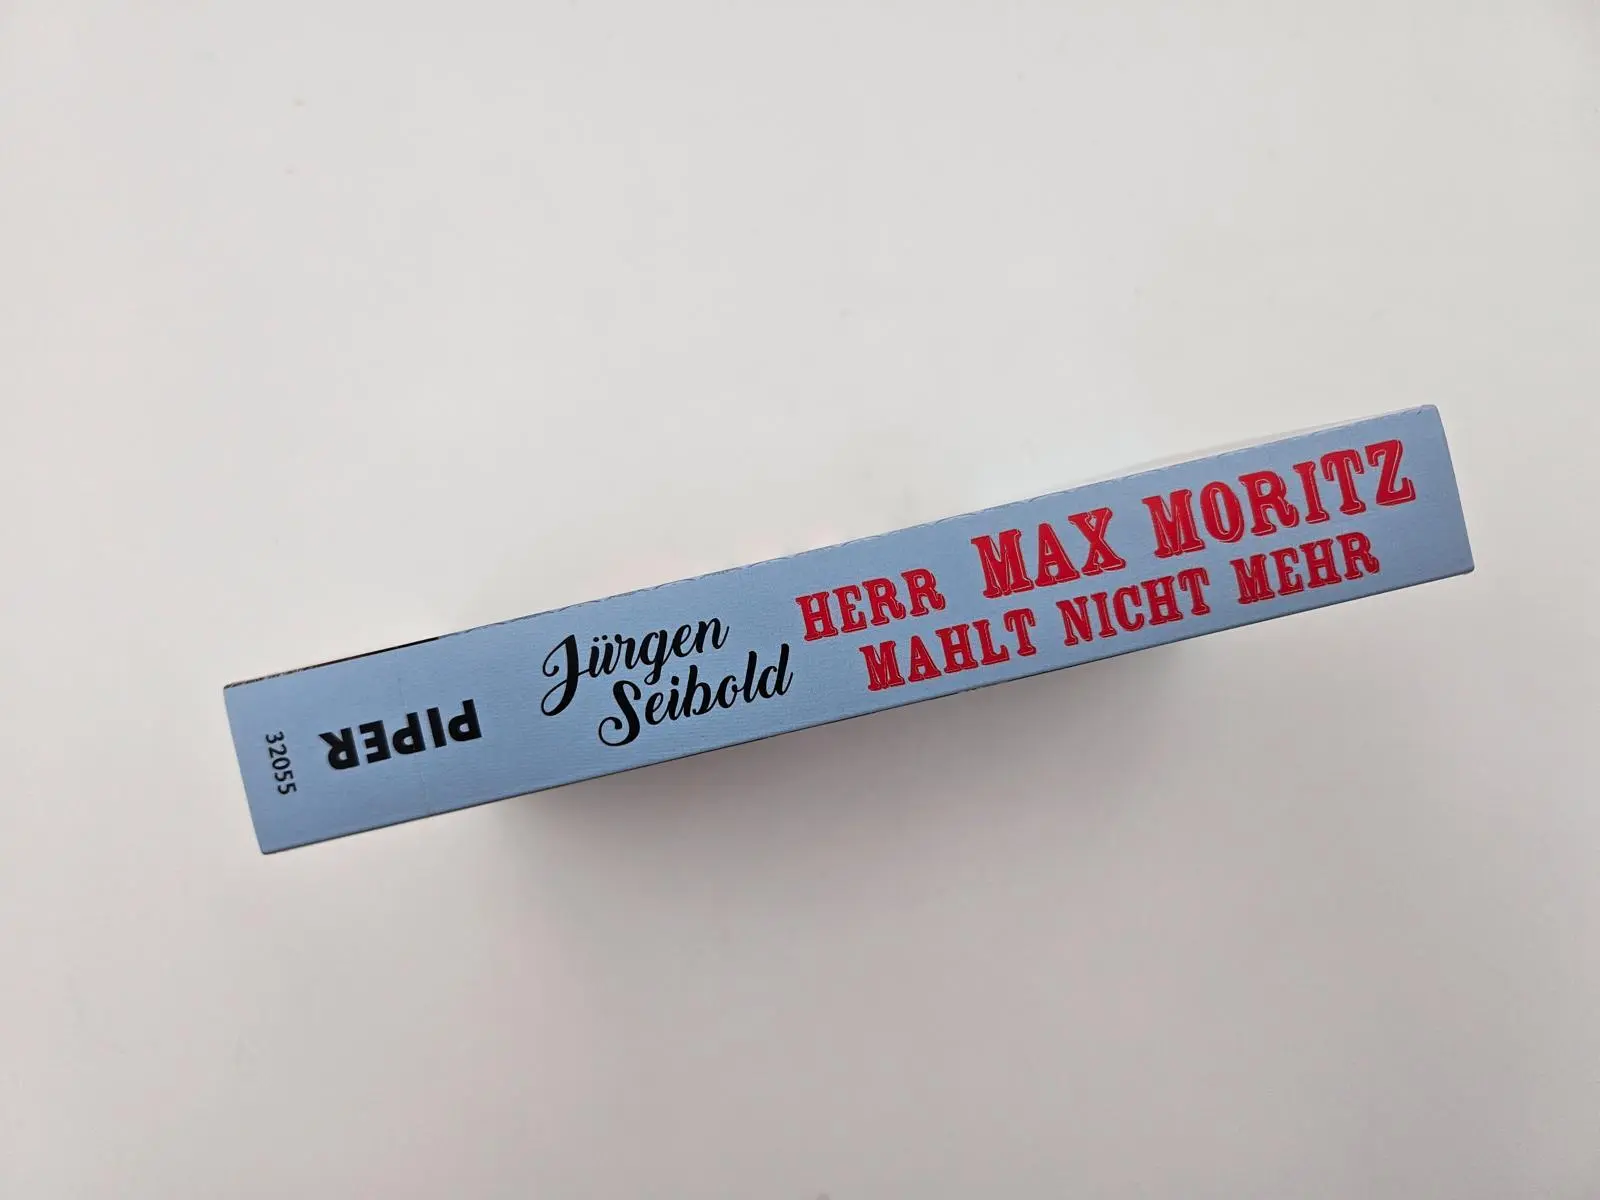 Jürgen
Seibold
HERR MAX MORITZ
MAHLT NICHT MEHR
PIPER
32055